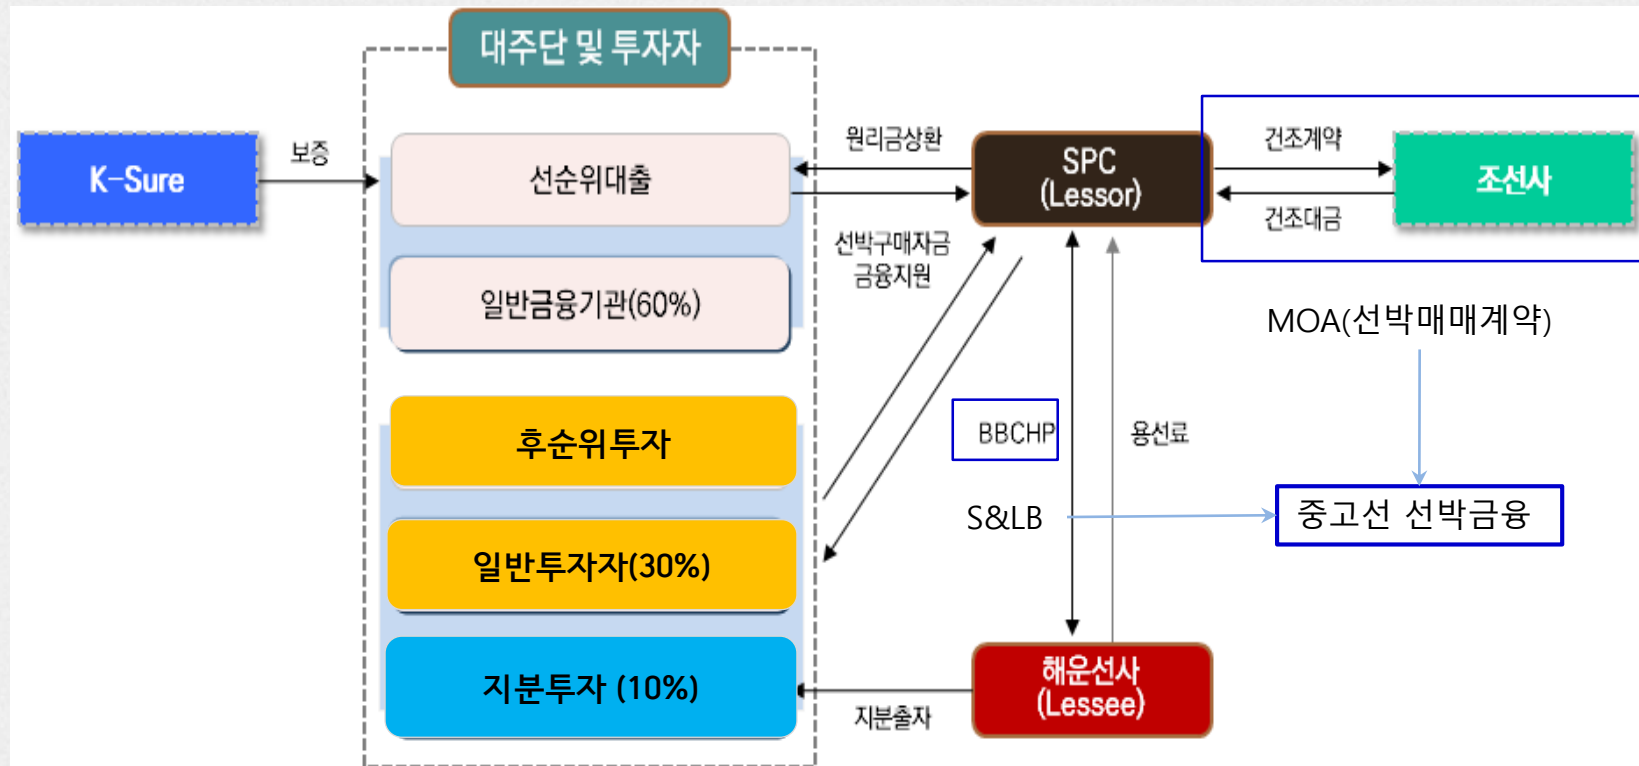 대주단 및 투자자
K-Sure
보증
선순위대출
일반금융기관(60%)
후순위투자
일반투자자(30%)
지분투자 (10%)
원리금상환
선박구매자금
금융지원
SPC
(Lessor)
건조계약
건조대금
조선사
MOA(선박매매계약)
BBCHP
용선료
S&LB
중고선 선박금융
해운선사
(Lessee)
지분출자